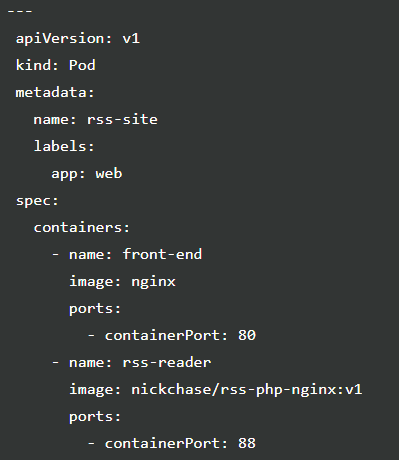 ---
apiVersion: v1
kind: Pod
metadata:
  name: rss-site
  labels:
    app: web
spec:
  containers:
    - name: front-end
      image: nginx
      ports:
        - containerPort: 80
    - name: rss-reader
      image: nickchase/rss-php-nginx:v1
      ports:
        - containerPort: 88